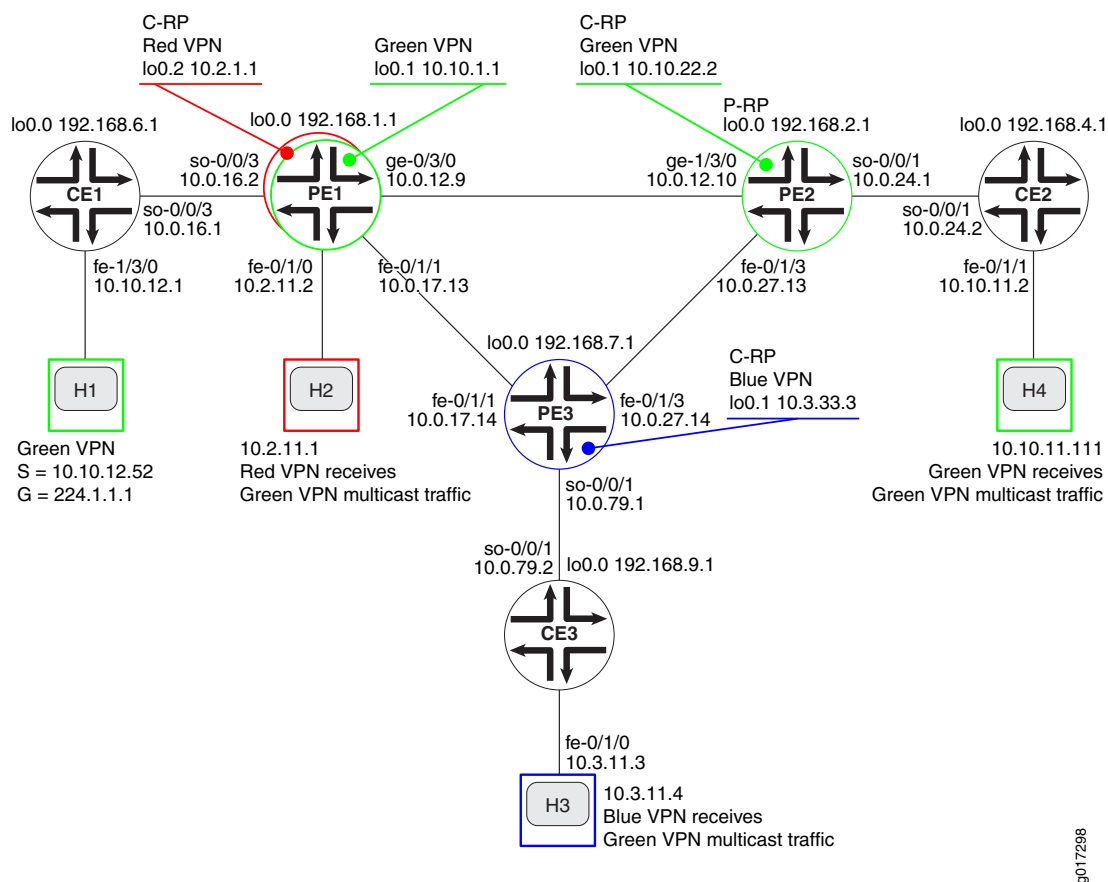 C-RP
Red VPN
lo0.2 10.2.1.1
Green VPN
lo0.1 10.10.1.1
C-RP
Green VPN
lo0.1 10.10.22.2
lo0.0 192.168.6.1
lo0.0 192.168.1.1
P-RP
lo0.0 192.168.2.1
lo0.0 192.168.4.1
so-0/0/3
10.0.16.2
ge-0/3/0
10.0.12.9
ge-1/3/0
10.0.12.10
so-0/0/1
10.0.24.1
CE1
PE1
PE2
CE2
so-0/0/3
10.0.16.1
so-0/0/1
10.0.24.2
fe-1/3/0
10.10.12.1
fe-0/1/0
10.2.11.2
fe-0/1/1
10.0.17.13
fe-0/1/3
10.0.27.13
fe-0/1/1
10.10.11.2
lo0.0 192.168.7.1
C-RP
Blue VPN
lo0.1 10.3.33.3
H1
H2
H4
fe-0/1/1
10.0.17.14
PE3
fe-0/1/3
10.0.27.14
Green VPN
S = 10.10.12.52
G = 224.1.1.1
10.2.11.1
Red VPN receives
Green VPN multicast traffic
10.10.11.111
Green VPN receives
Green VPN multicast traffic
so-0/0/1
10.0.79.1
so-0/0/1
10.0.79.2
lo0.0 192.168.9.1
CE3
fe-0/1/0
10.3.11.3
H3
10.3.11.4
Blue VPN receives
Green VPN multicast traffic
g017298